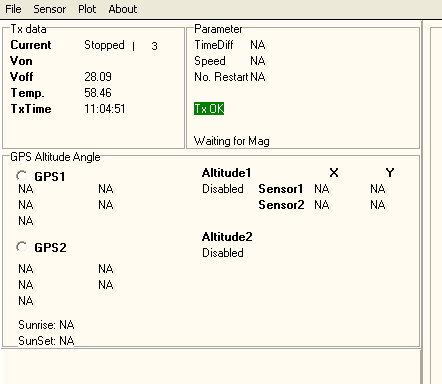 File Sensor Plot About
Tx data
Current Stopped | 3
Von
Voff 28.09
Temp. 58.46
TxTime 11:04:51
Parameter
TimeDiff NA
Speed NA
No. Restart NA
Tx OK
Waiting for Mag
GPS Altitude Angle
GPS1
NA NA
NA NA
NA
GPS2
NA NA
NA NA
NA
Sunrise: NA
SunSet: NA
Altitude1 X Y
Disabled Sensor1 NA NA
Sensor2 NA NA
Altitude2
Disabled